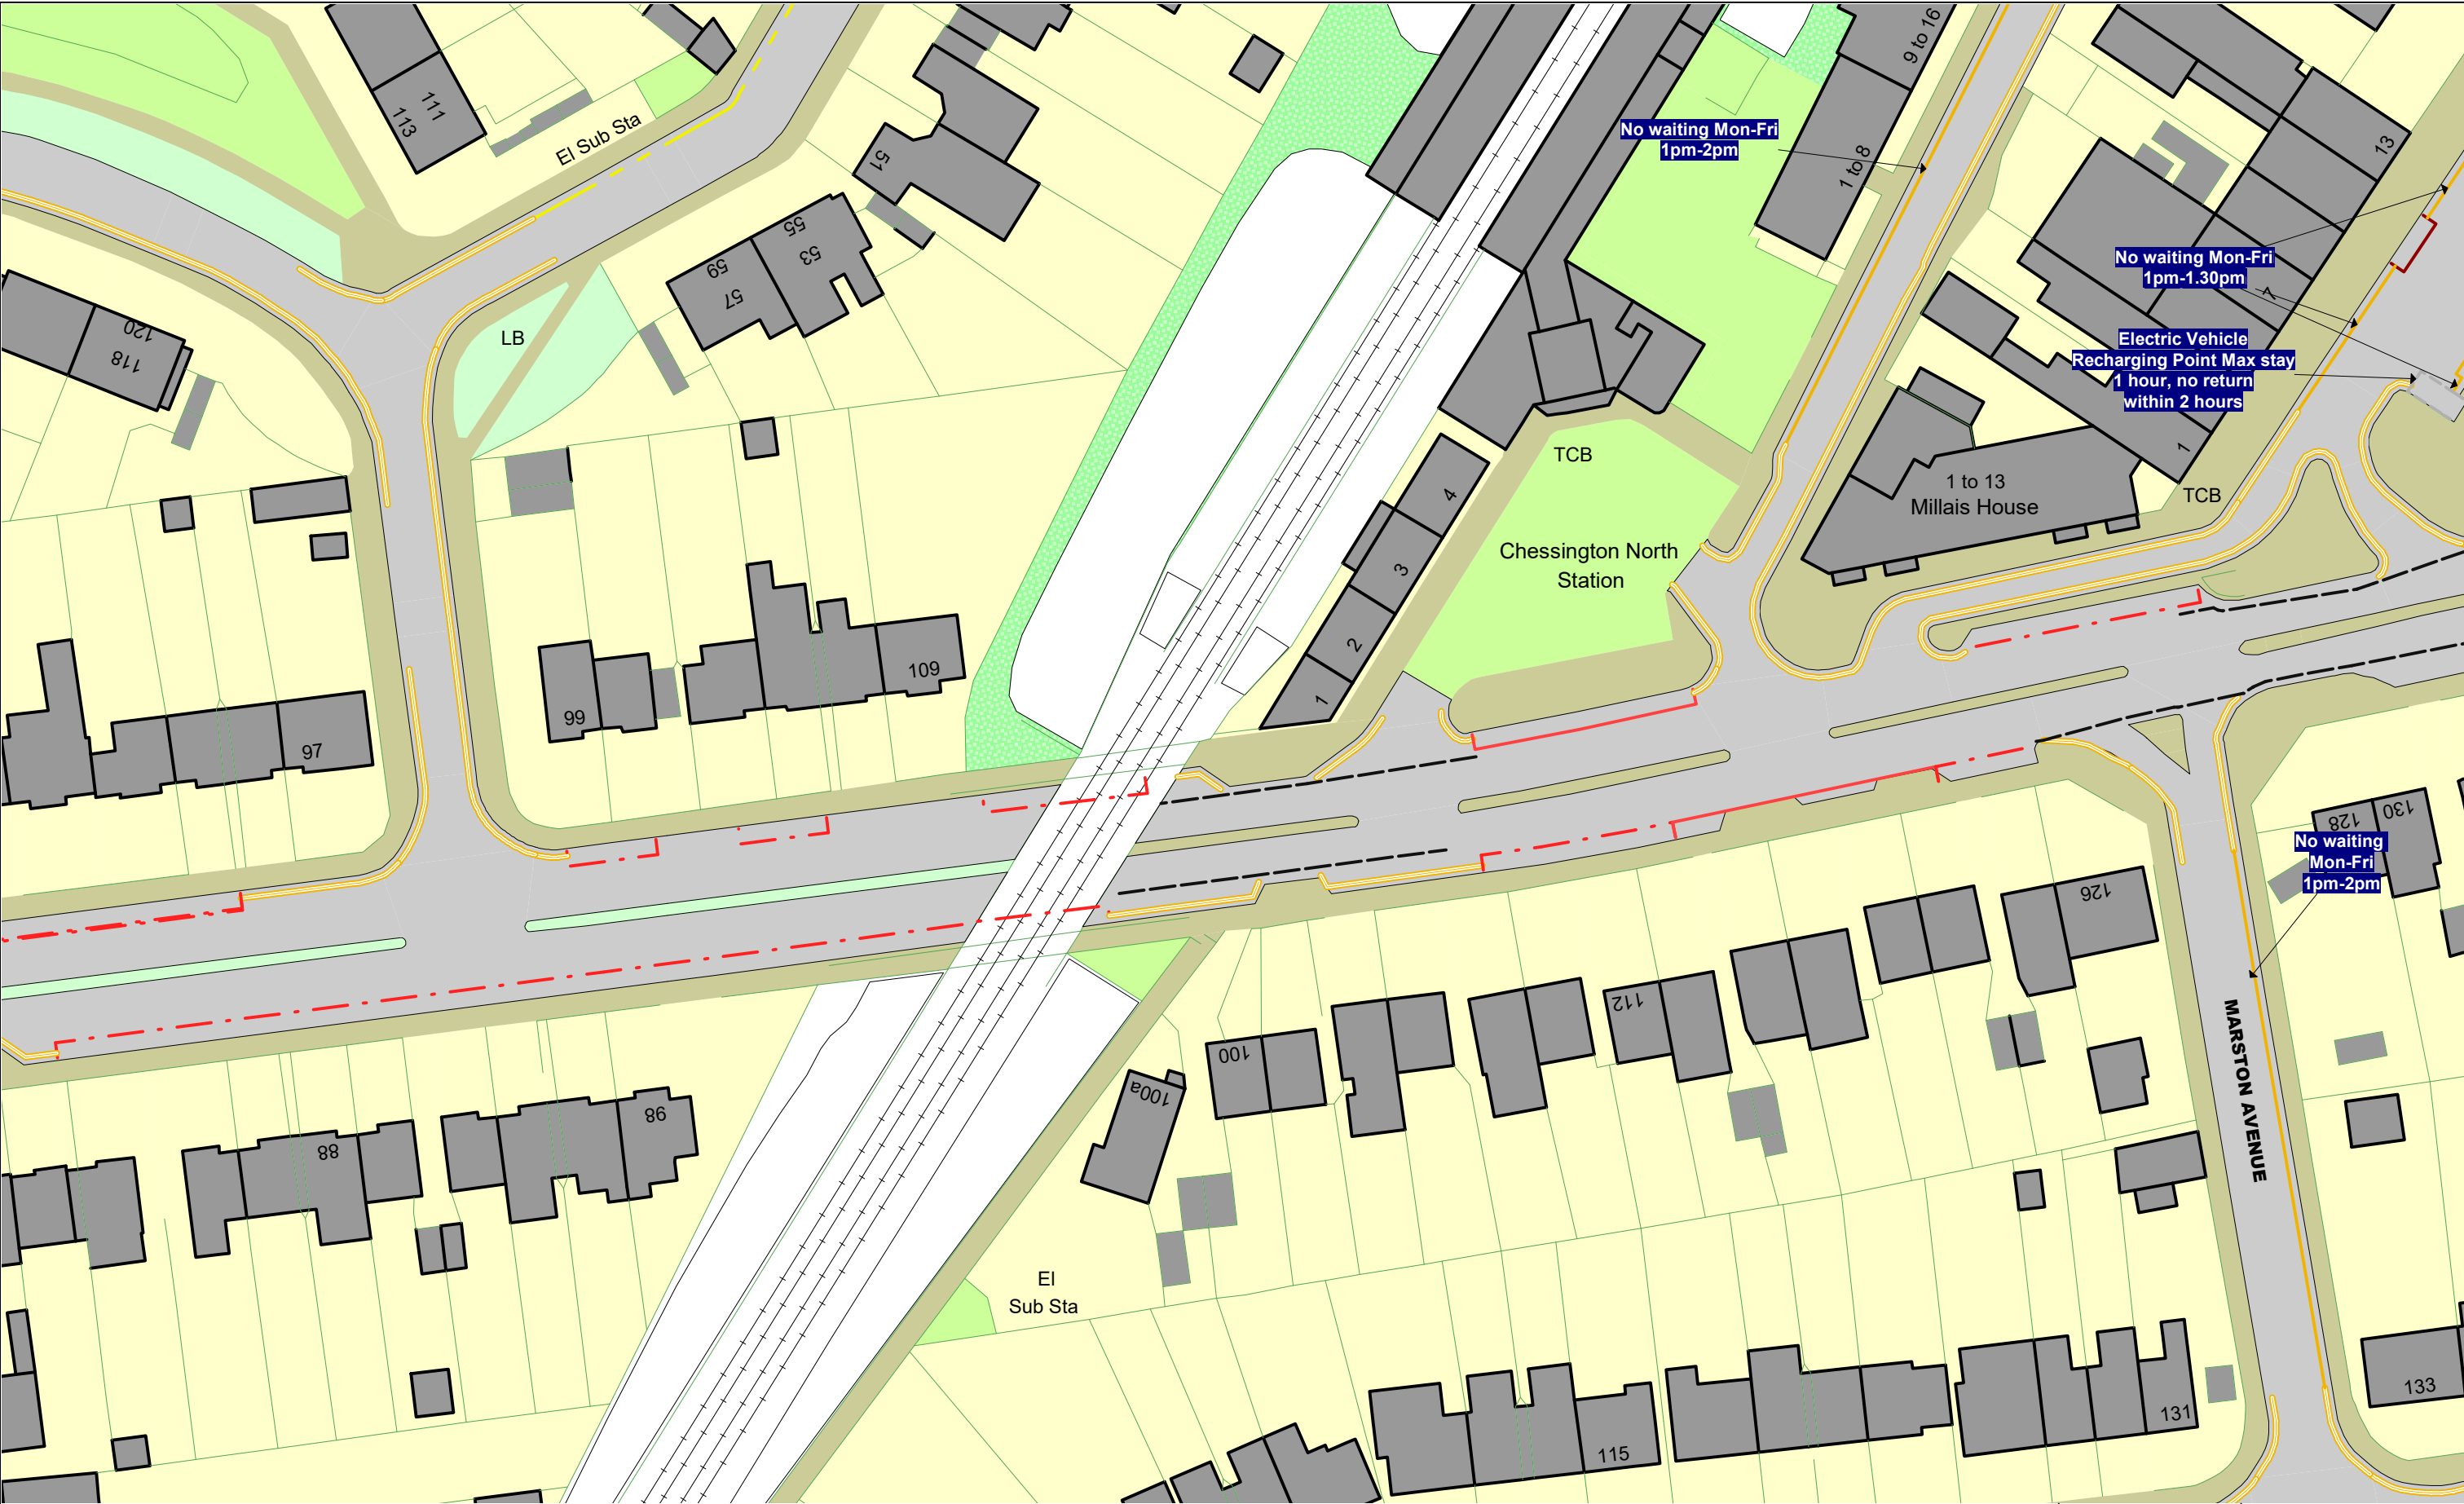 9 to 16
111
113
El Sub Sta
No waiting Mon-Fri
1pm-2pm
1 to 8
13
51
55
53
59
57
No waiting Mon-Fri
1pm-1.30pm
7
120
118
LB
Electric Vehicle
Recharging Point Max stay
1 hour, no return
within 2 hours
1
TCB
4
1 to 13
Millais House
TCB
Chessington North
Station
3
2
1
109
99
97
128
130
No waiting
Mon-Fri
1pm-2pm
126
112
100
100a
MARSTON AVENUE
98
88
El
Sub Sta
133
131
115